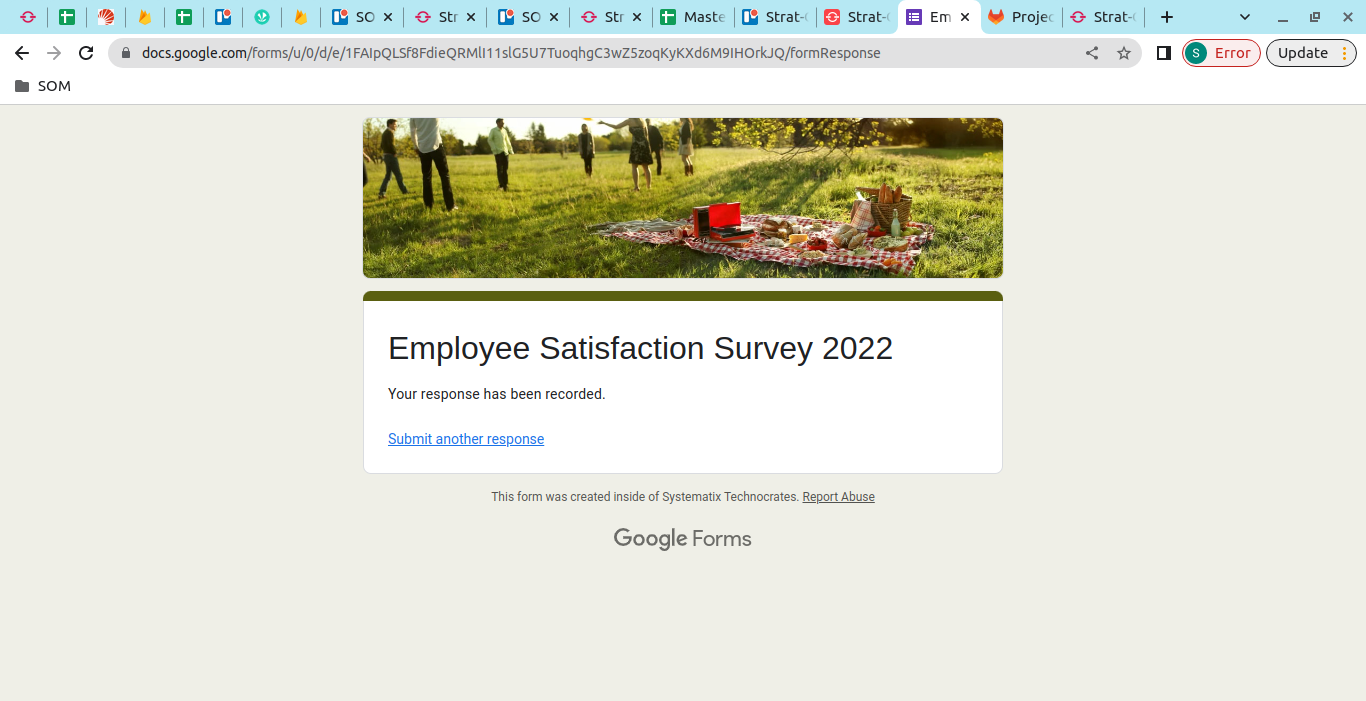 SO Str SO Str Maste Strat- Strat- Em Projec Strat-
docs.google.com/forms/u/0/d/e/1FAIpQLSf8FdieQRMlI11slG5U7TuoqhgC3wZ5zoqKyKXd6M9IHOrkJQ/formResponse S Error Update
SOM
Employee Satisfaction Survey 2022
Your response has been recorded.
Submit another response
This form was created inside of Systematix Technocrates. Report Abuse
Google Forms